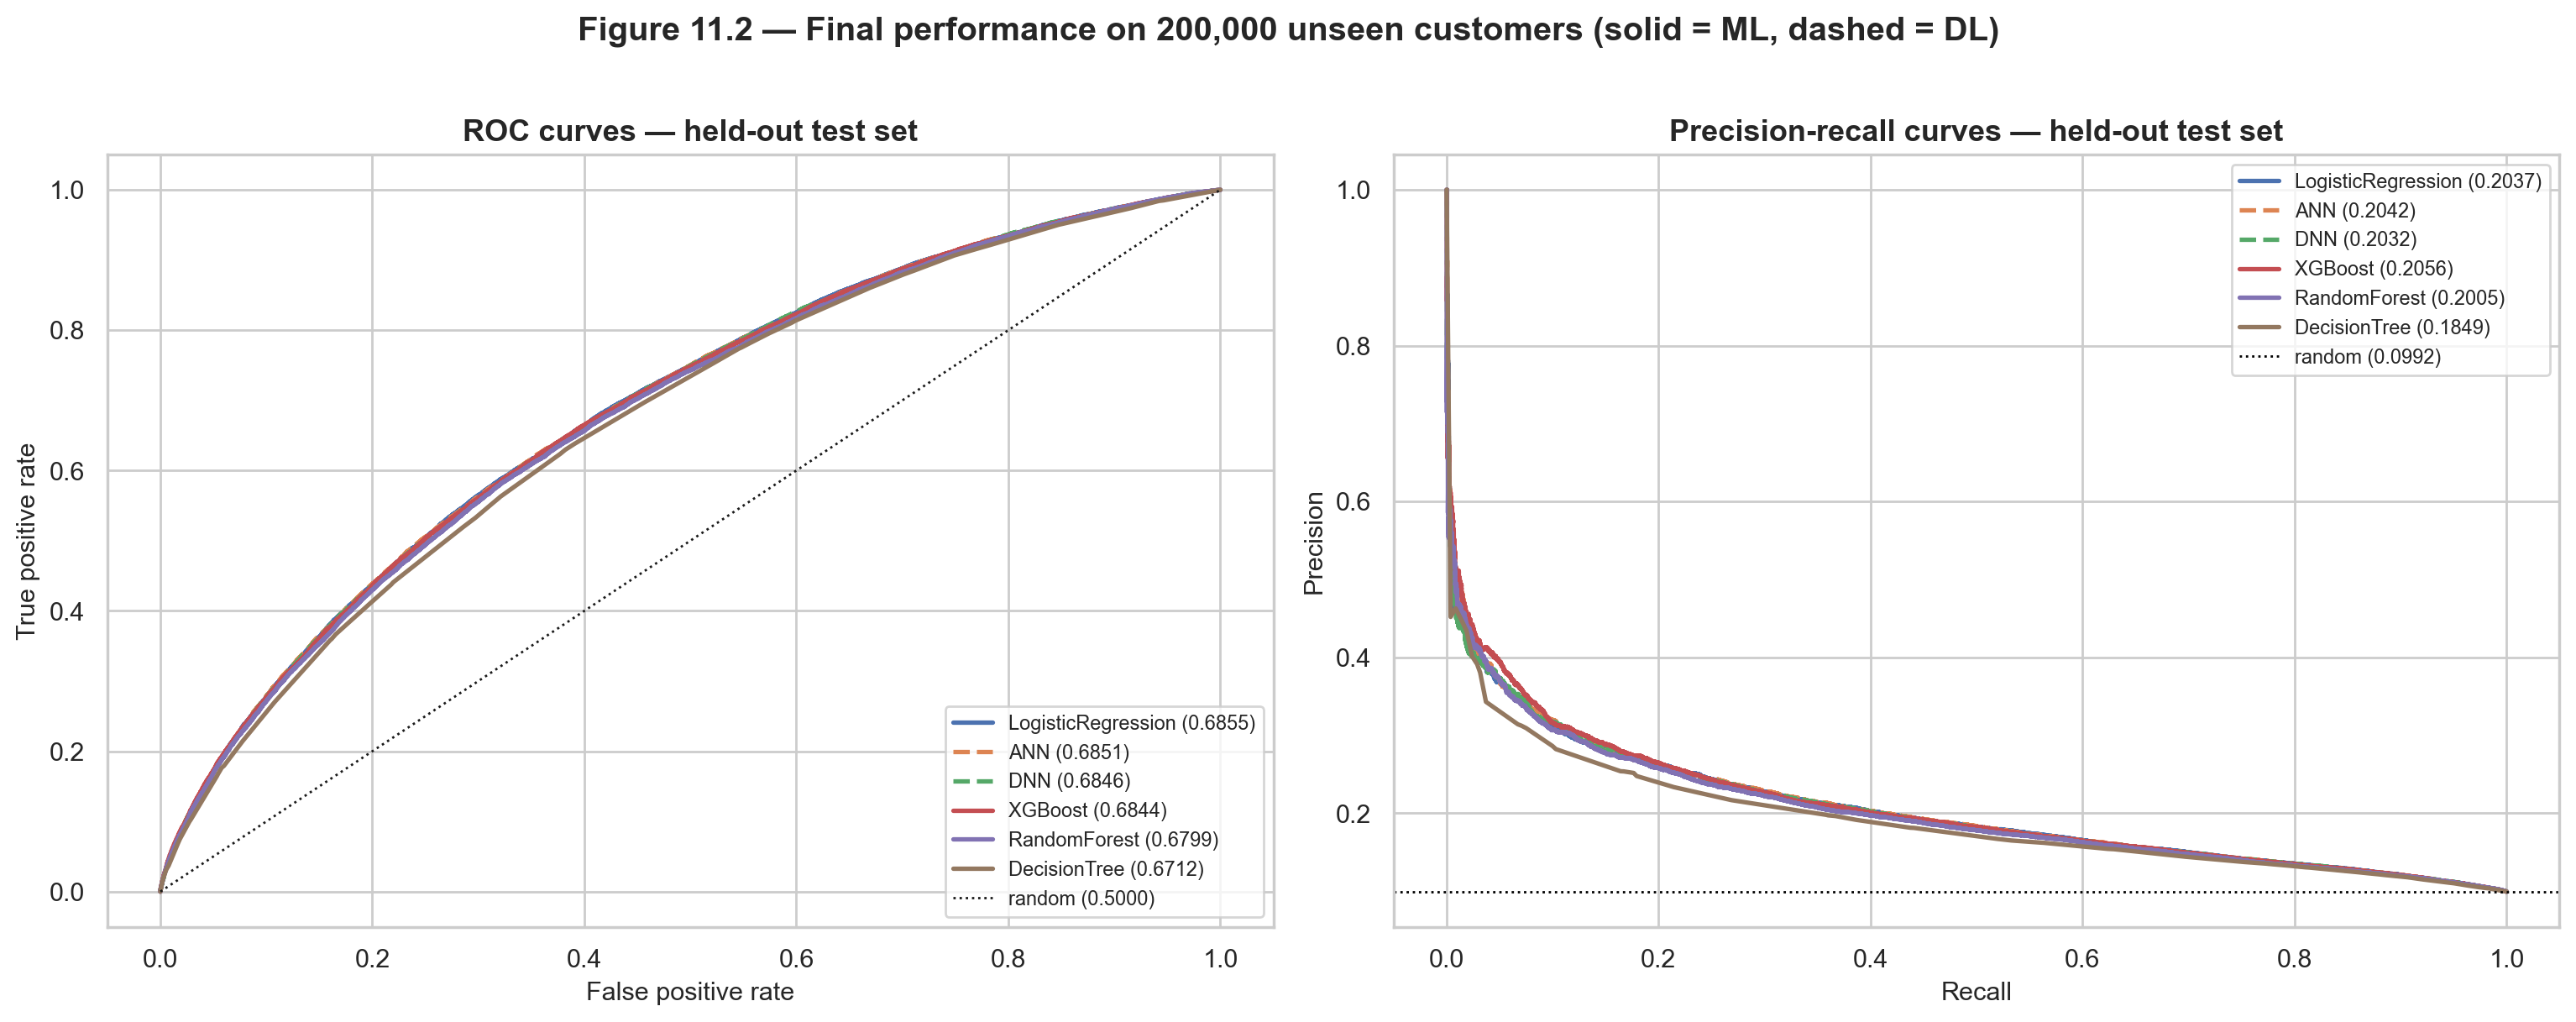 Figure 11.2 — Final performance on 200,000 unseen customers (solid = ML, dashed = DL)
ROC curves — held-out test set
1.0
0.8
0.6
0.4
0.2
0.0
True positive rate
0.0 0.2 0.4 0.6 0.8 1.0
False positive rate
LogisticRegression (0.6855)
ANN (0.6851)
DNN (0.6846)
XGBoost (0.6844)
RandomForest (0.6799)
DecisionTree (0.6712)
random (0.5000)
Precision-recall curves — held-out test set
1.0
0.8
0.6
0.4
0.2
Precision
0.0 0.2 0.4 0.6 0.8 1.0
Recall
LogisticRegression (0.2037)
ANN (0.2042)
DNN (0.2032)
XGBoost (0.2056)
RandomForest (0.2005)
DecisionTree (0.1849)
random (0.0992)